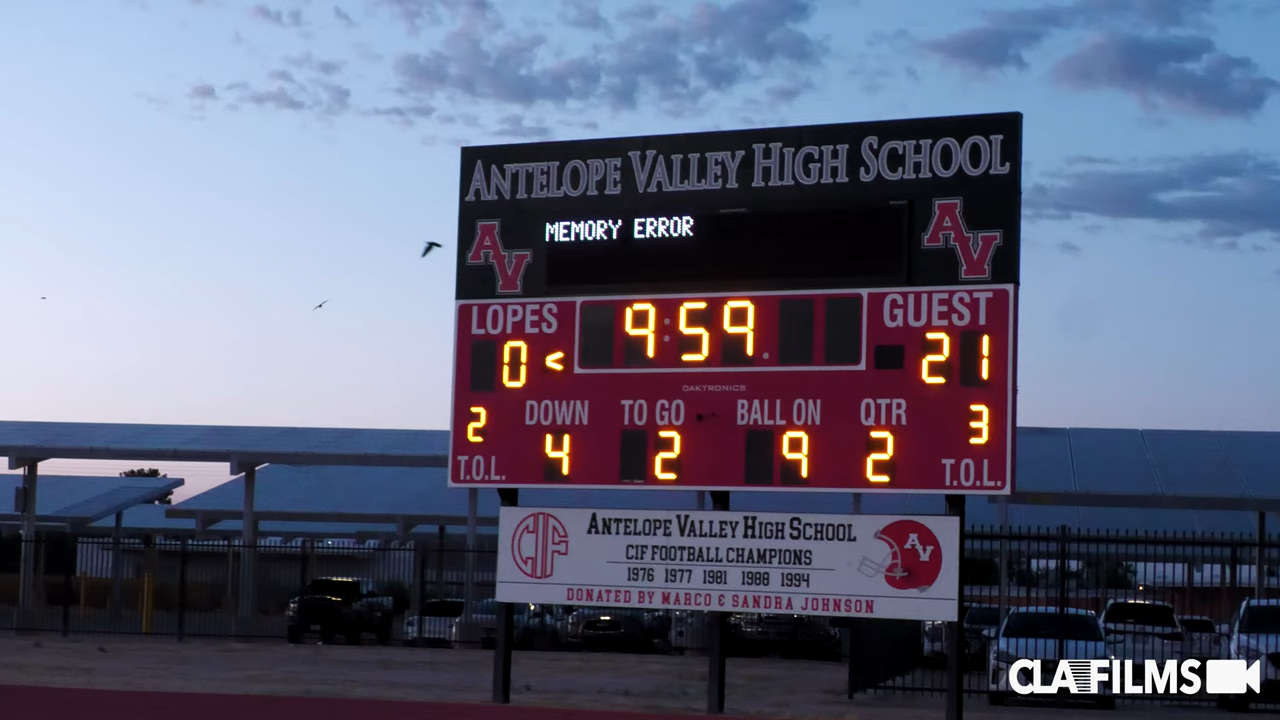 ANTELOPE VALLEY HIGH SCHOOL
AV
MEMORY ERROR
AV
LOPES
9:59
GUEST
0 <
21
DAKTRONICS
DOWN TO GO BALL ON QTR
2
3
4 2 9 2
T.O.L.
T.O.L.
CIF
ANTELOPE VALLEY HIGH SCHOOL
CIF FOOTBALL CHAMPIONS
1976 1977 1981 1988 1994
DONATED BY MARCO & SANDRA JOHNSON
AV
CLAFILMS